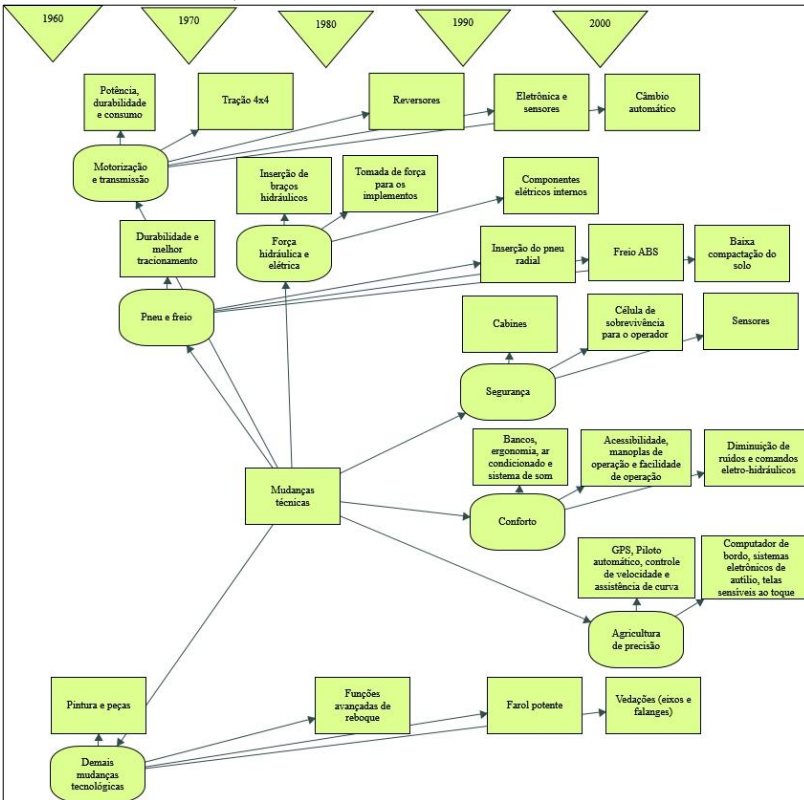 1960
1970
1980
1990
2000
Potência,
durabilidade
e consumo
Tração 4x4
Reversores
Eletrônica e
sensores
Câmbio
automático
Motorização
e transmissão
Inserção de
braços
hidráulicos
Tomada de força
para os
implementos
Componentes
elétricos internos
Durabilidade e
melhor
tracionamento
Força
hidráulica e
elétrica
Inserção do pneu
radial
Freio ABS
Baixa
compactação do
solo
Pneu e freio
Cabines
Célula de
sobrevivência
para o operador
Sensores
Segurança
Bancos,
ergonomia, ar
condicionado e
sistema de som
Acessibilidade,
manoplas de
operação e facilidade
de operação
Diminuição de
ruídos e comandos
eletro-hidráulicos
Mudanças
técnicas
Conforto
GPS, Piloto
automático, controle
de velocidade e
assistência de curva
Computador de
bordo, sistemas
eletrônicos de
autilio, telas
sensíveis ao toque
Agricultura
de precisão
Pintura e peças
Funções
avançadas de
reboque
Farol potente
Vedações (eixos e
falanges)
Demais
mudanças
tecnológicas